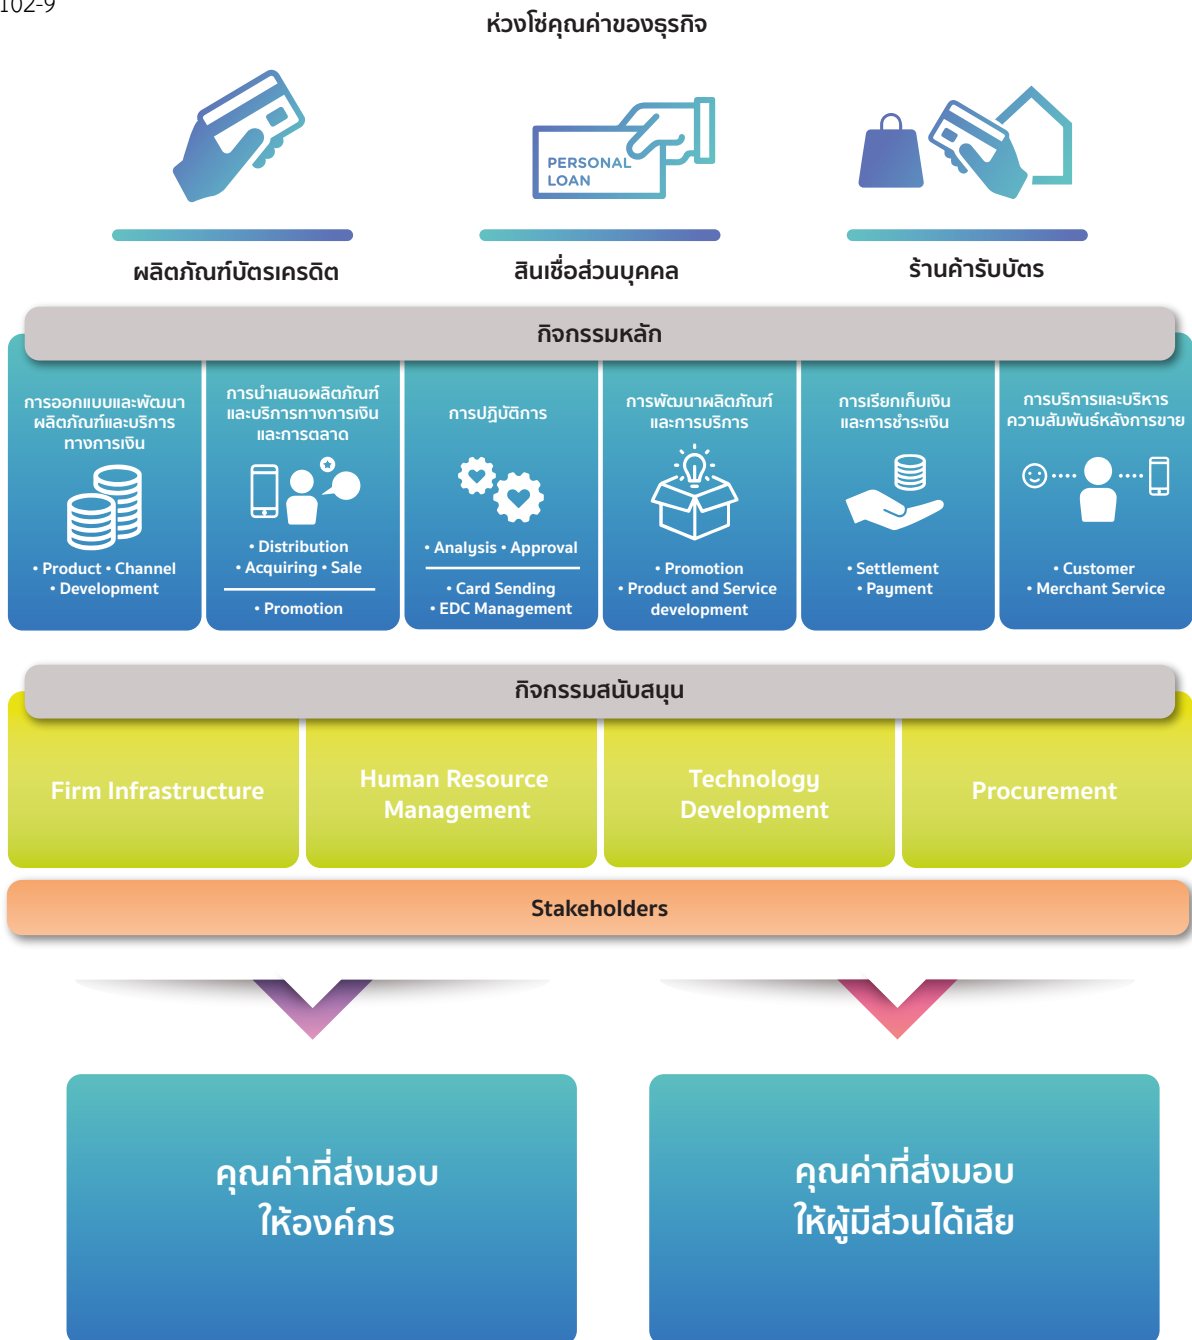 102-9
ห่วงโซ่คุณค่าของธุรกิจ
PERSONAL
LOAN
ผลิตภัณฑ์บัตรเครดิต
สินเชื่อส่วนบุคคล
ร้านค้ารับบัตร
กิจกรรมหลัก
การออกแบบและพัฒนา
ผลิตภัณฑ์และบริการ
ทางการเงิน
• Product • Channel
• Development
การนำเสนอผลิตภัณฑ์
และบริการทางการเงิน
และการตลาด
• Distribution
• Acquiring • Sale
• Promotion
การปฏิบัติการ
• Analysis • Approval
• Card Sending
• EDC Management
การพัฒนาผลิตภัณฑ์
และการบริการ
• Promotion
• Product and Service
development
การเรียกเก็บเงิน
และการชำระเงิน
• Settlement
• Payment
การบริการและบริหาร
ความสัมพันธ์หลังการขาย
• Customer
• Merchant Service
กิจกรรมสนับสนุน
Firm Infrastructure
Human Resource
Management
Technology
Development
Procurement
Stakeholders
คุณค่าที่ส่งมอบ
ให้องค์กร
คุณค่าที่ส่งมอบ
ให้ผู้มีส่วนได้เสีย